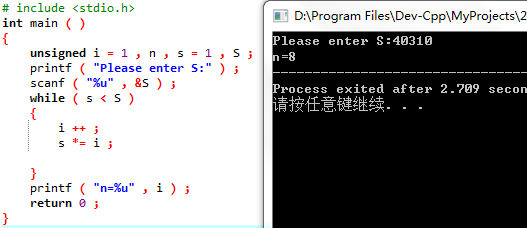 # include <stdio.h>
int main ( )
{
unsigned i = 1 , n , s = 1 , S ;
printf ( "Please enter S:" ) ;
scanf ( "%u" , &S ) ;
while ( s < S )
{
i ++ ;
s *= i ;
}
printf ( "n=%u" , i ) ;
return 0 ;
}
D:\Program Files\Dev-Cpp\MyProjects\2
Please enter S:40310
n=8
--------------------------------
Process exited after 2.709 secon
请按任意键继续. . .